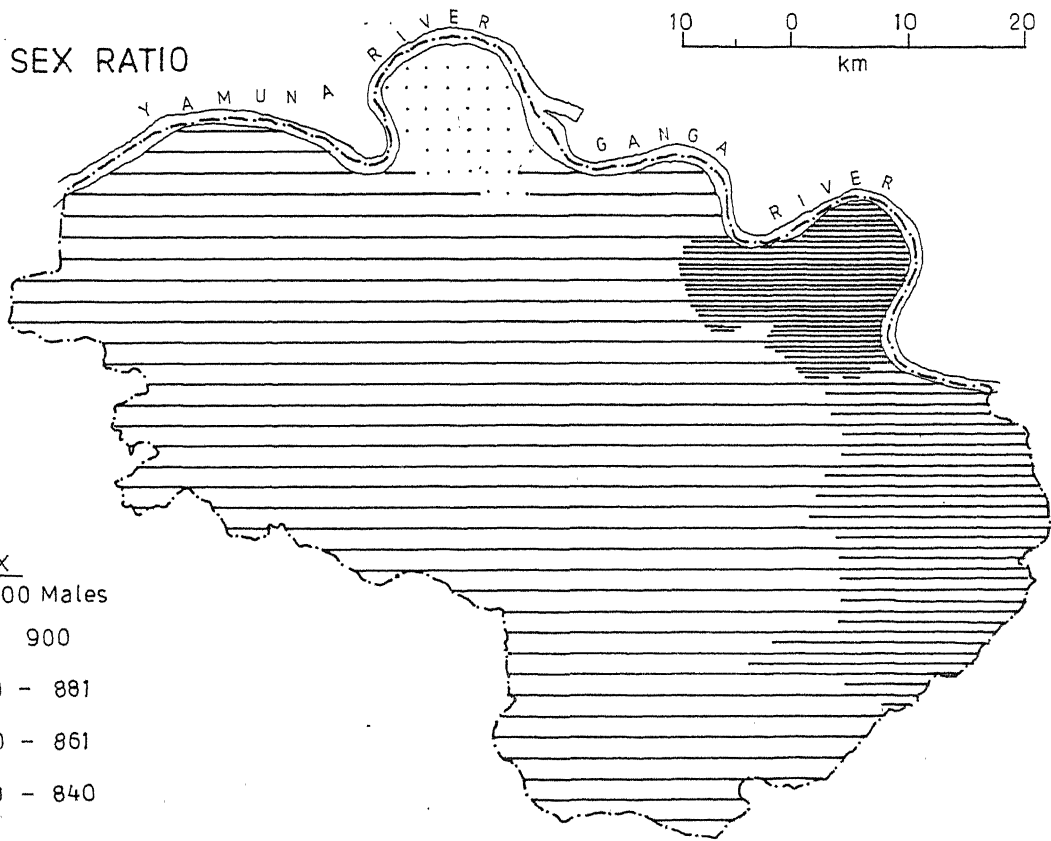 SEX RATIO
YAMUNA RIVER
GANGA RIVER
10 0 10 20
km
00 Males
900
- 881
- 861
- 840